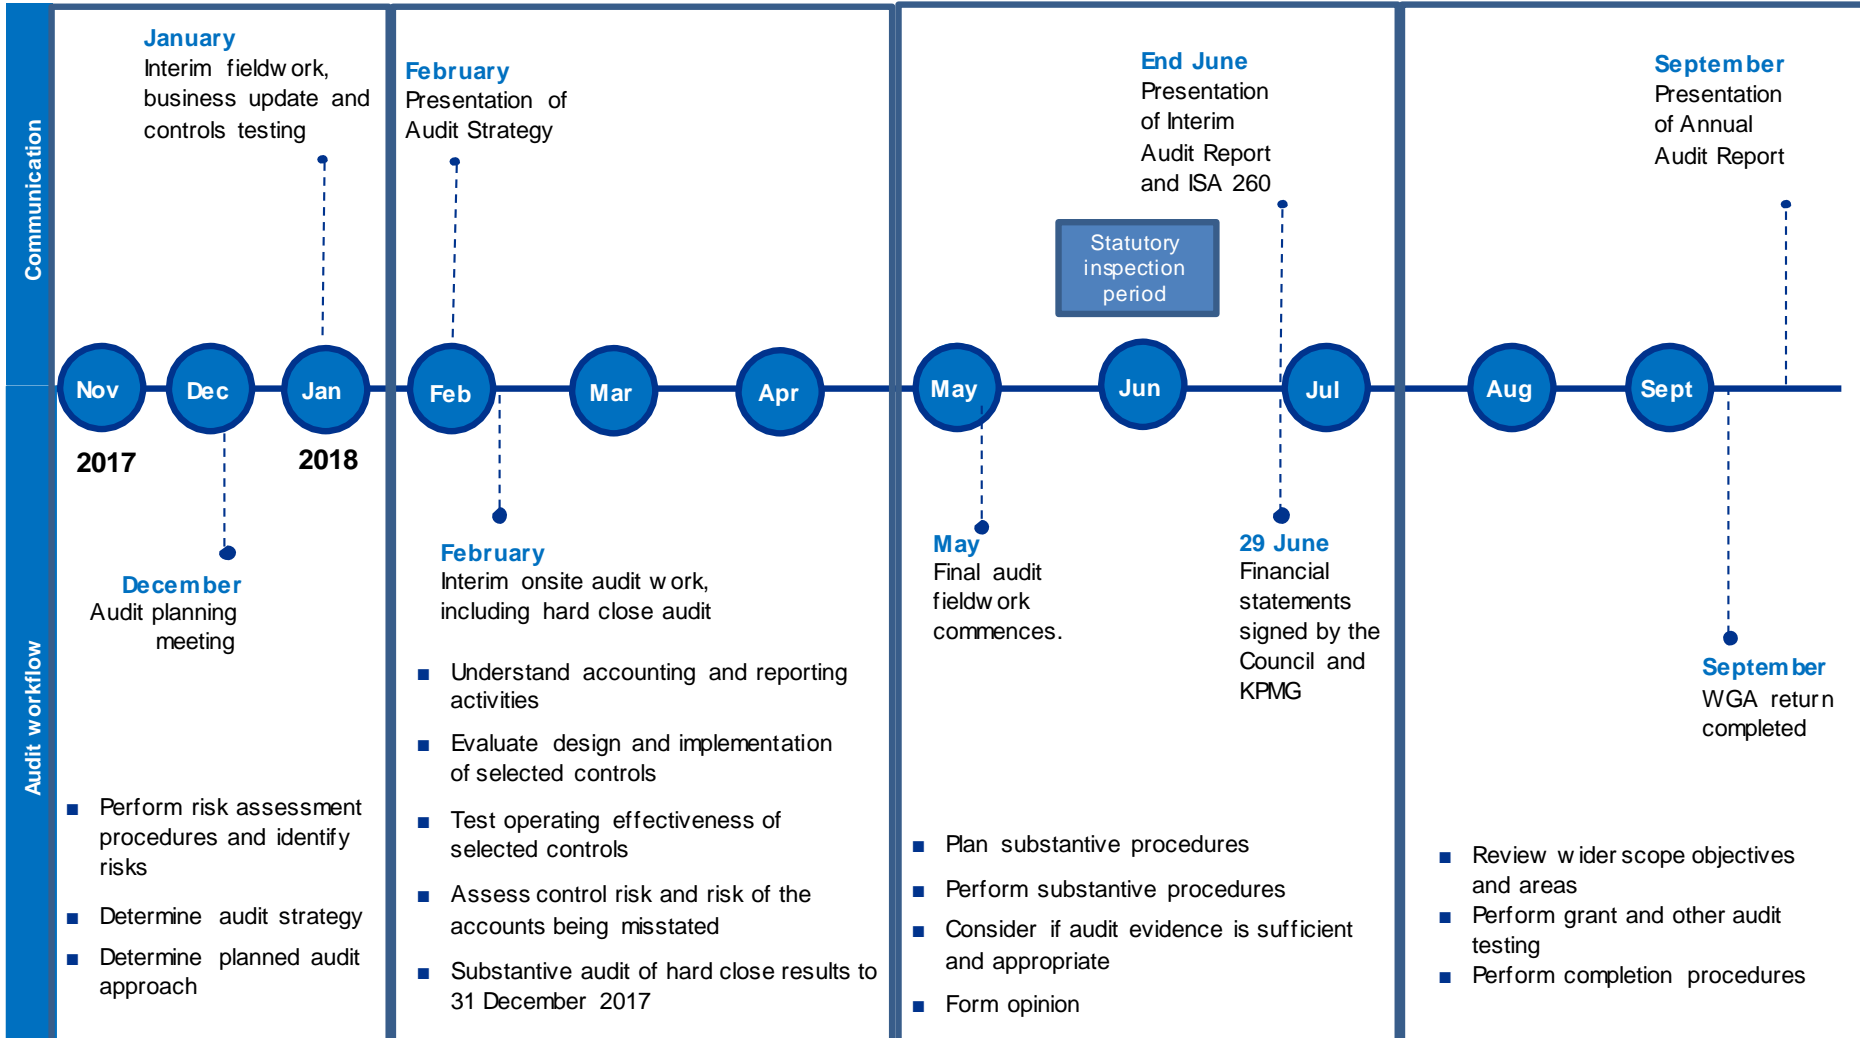 Communication
January
Interim fieldwork,
business update and
controls testing
February
Presentation of
Audit Strategy
End June
Presentation
of Interim
Audit Report
and ISA 260
Statutory
inspection
period
September
Presentation
of Annual
Audit Report
Nov
Dec
Jan
Feb
Mar
Apr
May
Jun
Jul
Aug
Sept
2017
2018
Audit workflow
December
Audit planning
meeting
■ Perform risk assessment
procedures and identify
risks
■ Determine audit strategy
■ Determine planned audit
approach
February
Interim onsite audit work,
including hard close audit
■ Understand accounting and reporting
activities
■ Evaluate design and implementation
of selected controls
■ Test operating effectiveness of
selected controls
■ Assess control risk and risk of the
accounts being misstated
■ Substantive audit of hard close results to
31 December 2017
May
Final audit
fieldwork
commences.
29 June
Financial
statements
signed by the
Council and
KPMG
■ Plan substantive procedures
■ Perform substantive procedures
■ Consider if audit evidence is sufficient
and appropriate
■ Form opinion
September
WGA return
completed
■ Review wider scope objectives
and areas
■ Perform grant and other audit
testing
■ Perform completion procedures